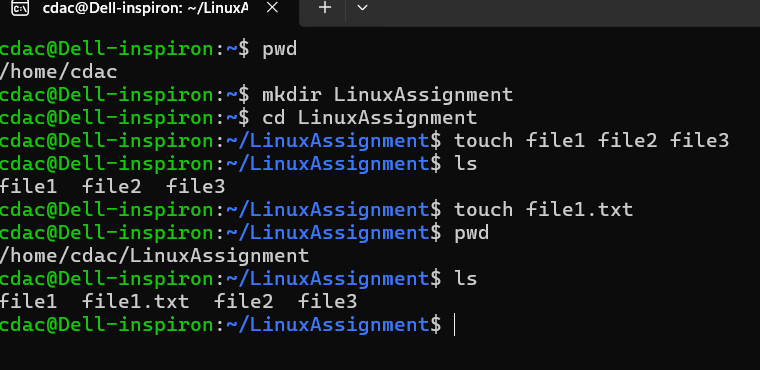 cdac@Dell-inspiron: ~/LinuxA
cdac@Dell-inspiron:~$ pwd
/home/cdac
cdac@Dell-inspiron:~$ mkdir LinuxAssignment
cdac@Dell-inspiron:~$ cd LinuxAssignment
cdac@Dell-inspiron:~/LinuxAssignment$ touch file1 file2 file3
cdac@Dell-inspiron:~/LinuxAssignment$ ls
file1  file2  file3
cdac@Dell-inspiron:~/LinuxAssignment$ touch file1.txt
cdac@Dell-inspiron:~/LinuxAssignment$ pwd
/home/cdac/LinuxAssignment
cdac@Dell-inspiron:~/LinuxAssignment$ ls
file1  file1.txt  file2  file3
cdac@Dell-inspiron:~/LinuxAssignment$